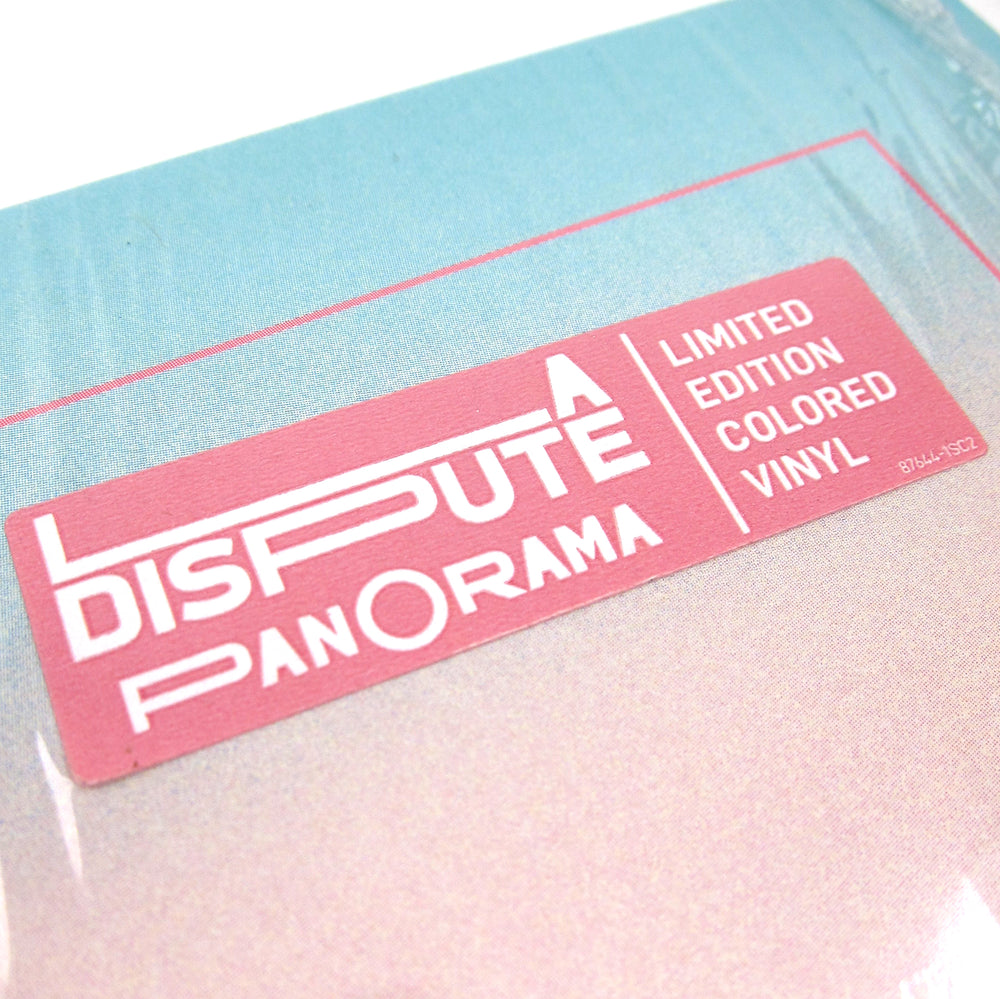 LA
DISPUTE
PANORAMA
LIMITED
EDITION
COLORED
VINYL
87644-1SC2